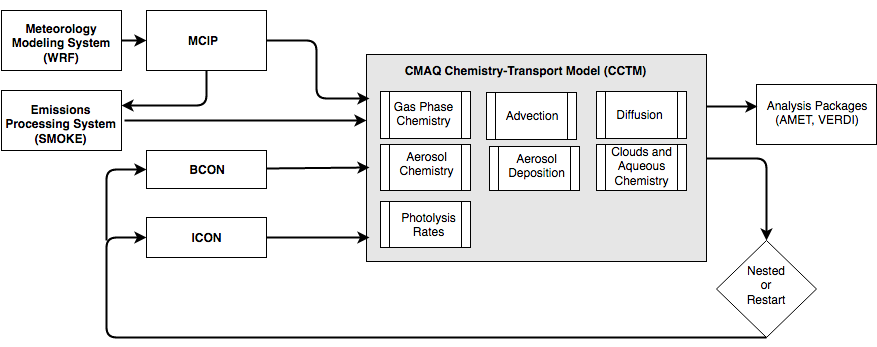 Meteorology
Modeling System
(WRF)
MCIP
Emissions
Processing System
(SMOKE)
BCON
ICON
CMAQ Chemistry-Transport Model (CCTM)
Gas Phase
Chemistry
Advection
Diffusion
Aerosol
Chemistry
Aerosol
Deposition
Clouds and
Aqueous
Chemistry
Photolysis
Rates
Analysis Packages
(AMET, VERDI)
Nested
or
Restart